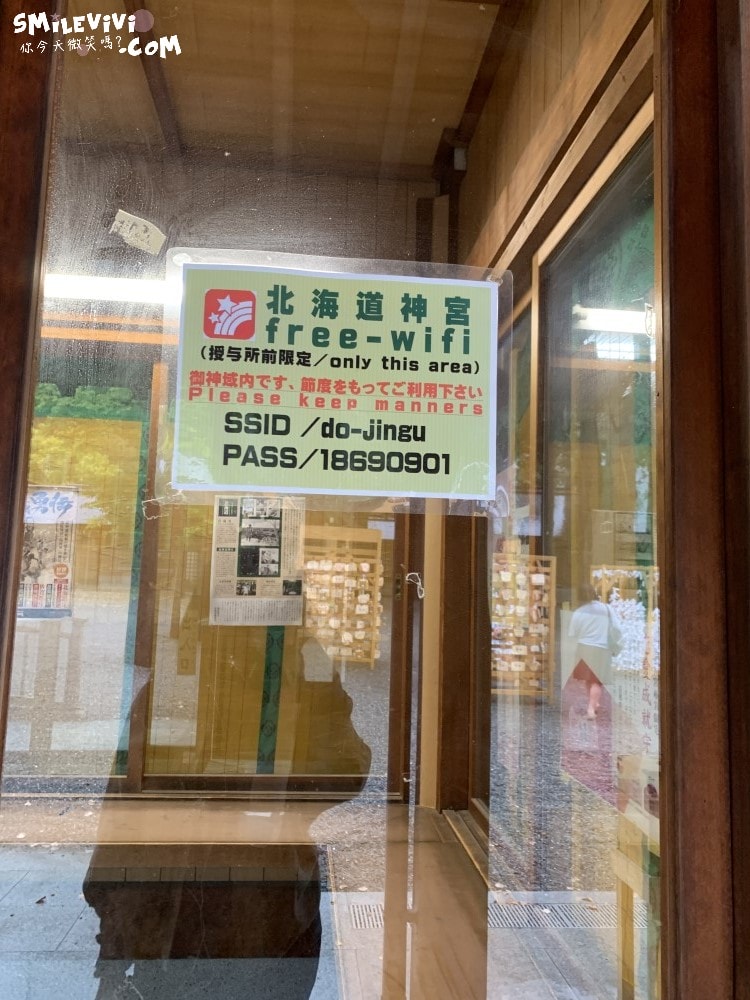 SMiLEViVi
你今天微笑嗎?
.COM
北海道神宮
free-wifi
(授与所前限定/only this area)
御神域内です、節度をもってご利用下さい
Please keep manners
SSID /do-jingu
PASS/18690901
成就